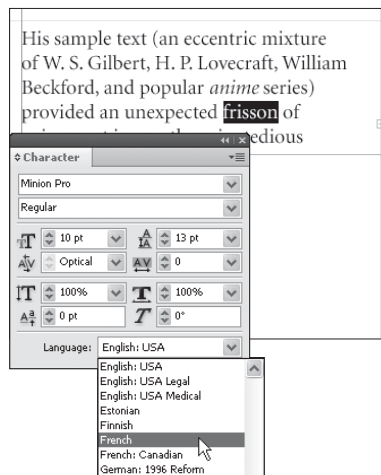 His sample text (an eccentric mixture
of W. S. Gilbert, H. P. Lovecraft, William
Beckford, and popular anime series)
provided an unexpected frisson of
Character
Minion Pro
Regular
10 pt 13 pt
Optical 0
100% 100%
0 pt 0°
Language: English: USA
English: USA
English: USA Legal
English: USA Medical
Estonian
Finnish
French
French: Canadian
German: 1996 Reform